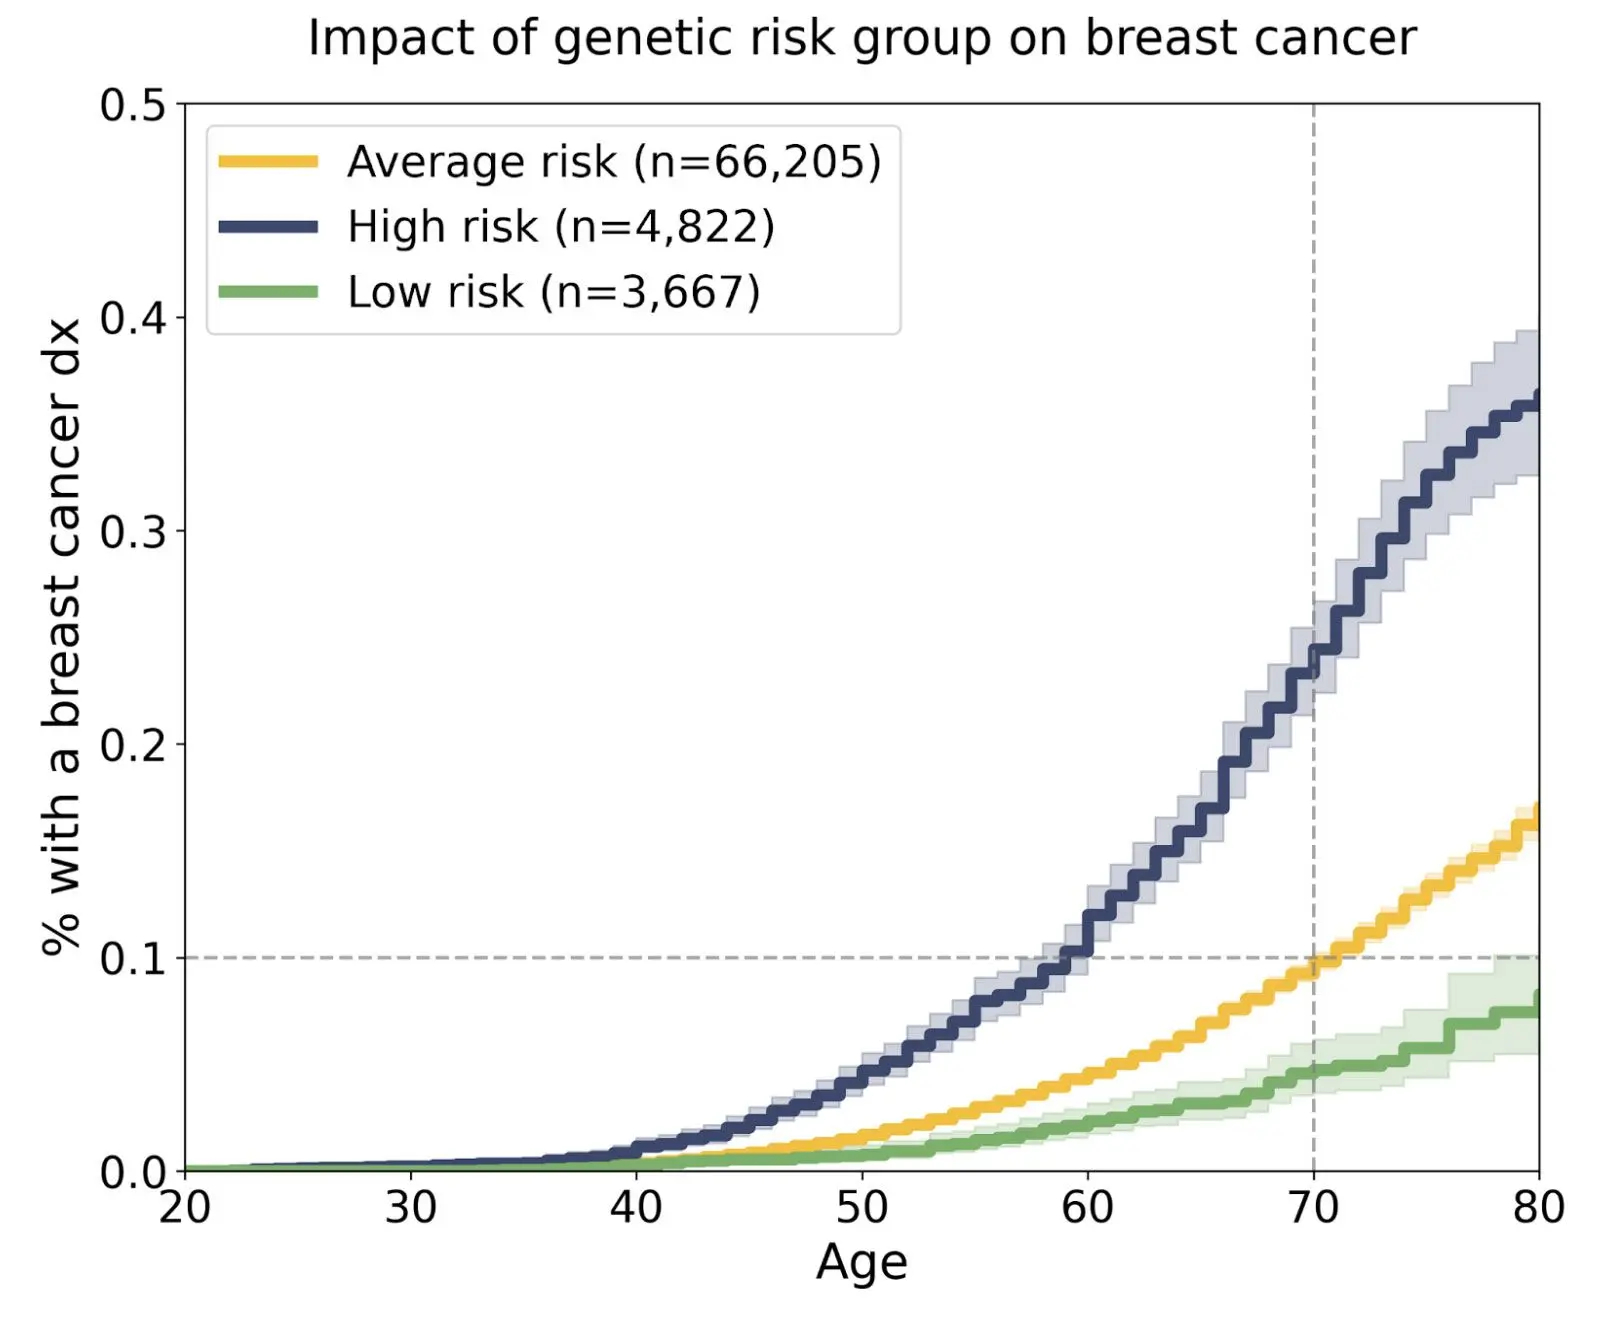 Impact of genetic risk group on breast cancer
Average risk (n=66,205)
High risk (n=4,822)
Low risk (n=3,667)
% with a breast cancer dx
0.5
0.4
0.3
0.2
0.1
0.0
20
30
40
50
60
70
80
Age